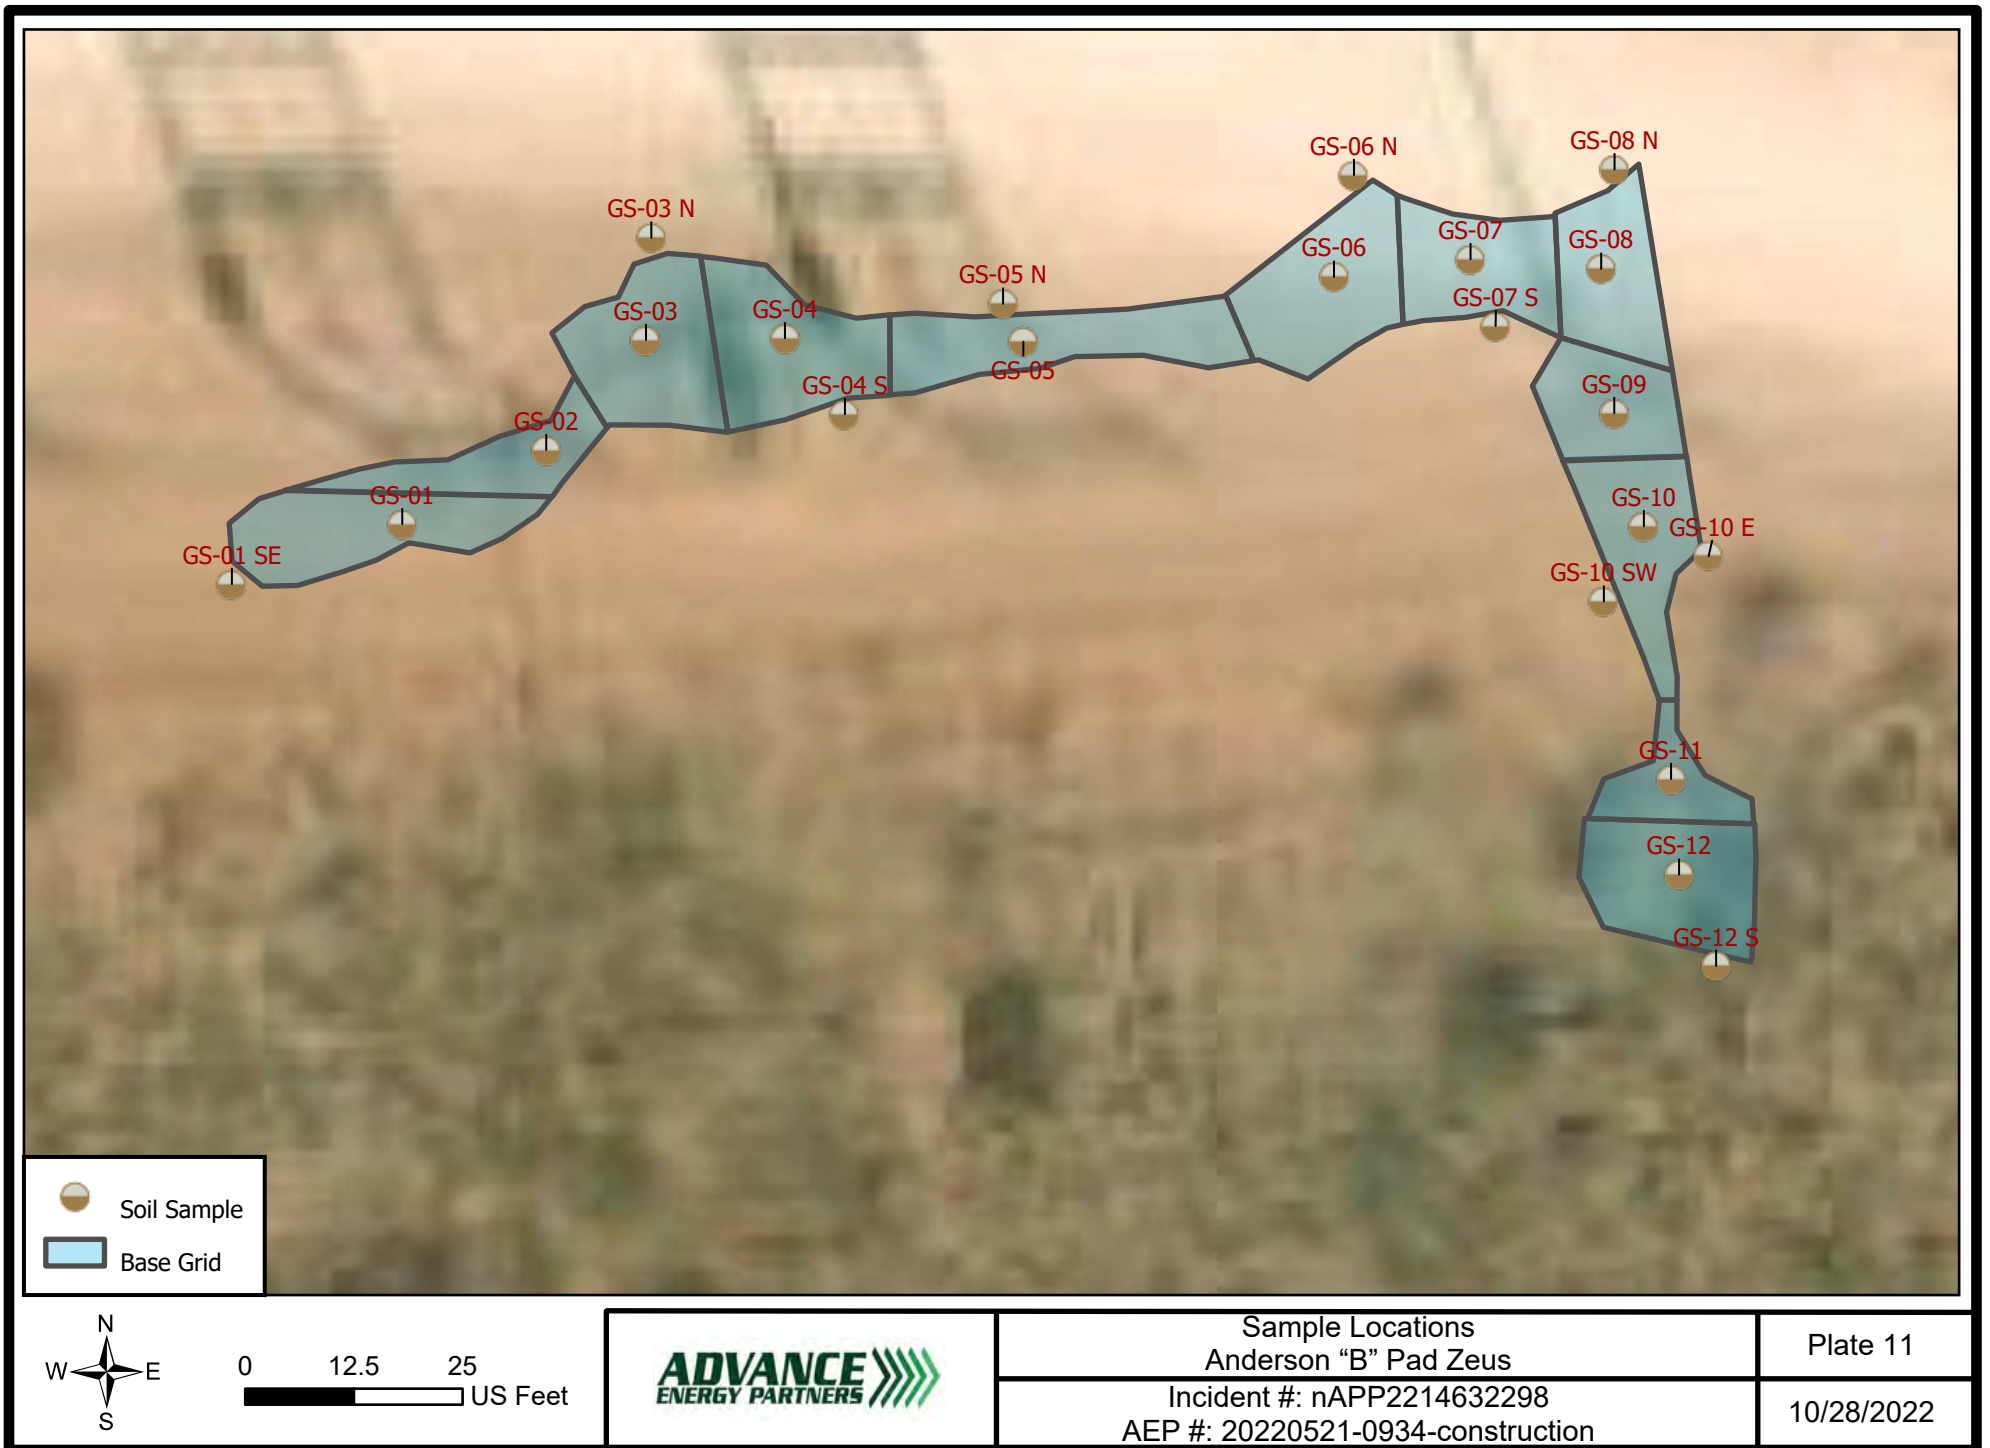 GS-08 N
GS-06 N
GS-03 N
GS-07
GS-08
GS-06
GS-05 N
GS-07 S
GS-03
GS-04
GS-05
GS-04 S
GS-09
GS-02
GS-01
GS-10
GS-10 E
GS-01 SE
GS-10 SW
GS-11
GS-12
GS-12 S
Soil Sample
Base Grid
N
W E
S
0 12.5 25
US Feet
ADVANCE
ENERGY PARTNERS
Sample Locations
Anderson “B” Pad Zeus
Incident #: nAPP2214632298
AEP #: 20220521-0934-construction
Plate 11
10/28/2022